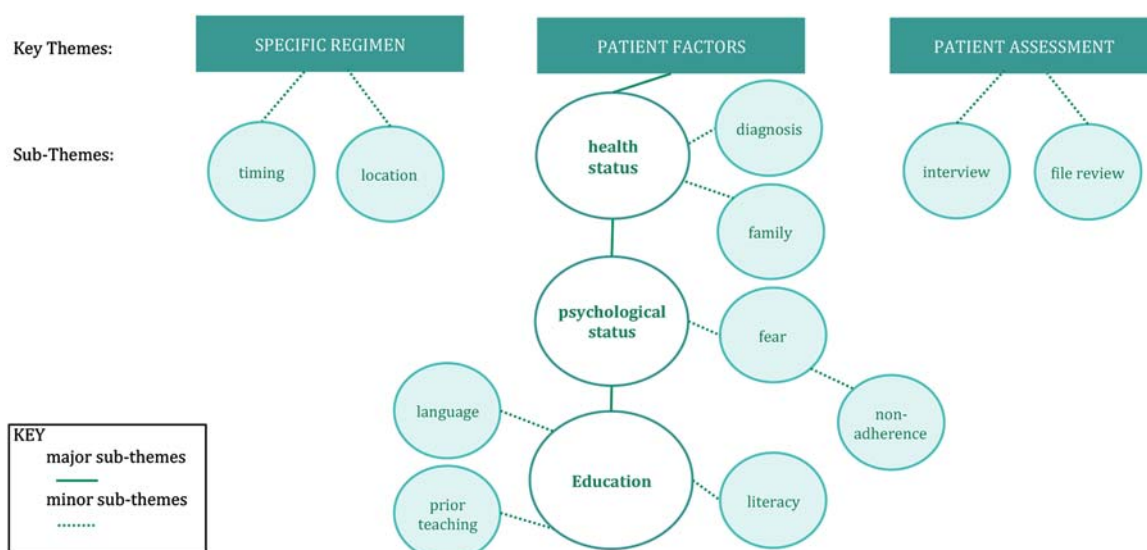 Key Themes:
SPECIFIC REGIMEN
PATIENT FACTORS
PATIENT ASSESSMENT
Sub-Themes:
timing
location
health
status
diagnosis
family
interview
file review
psychological
status
fear
non-
adherence
language
Education
prior
teaching
literacy
KEY
major sub-themes
minor sub-themes